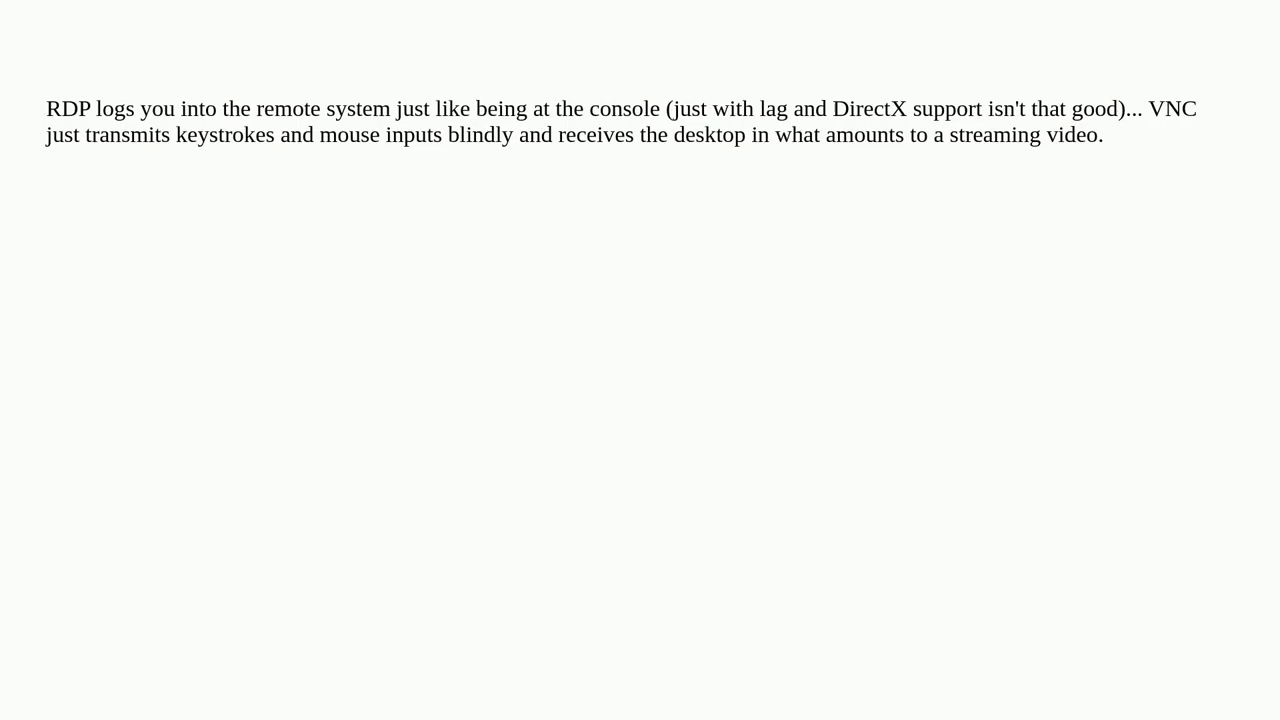 RDP logs you into the remote system just like being at the console (just with lag and DirectX support isn't that good)... VNC
just transmits keystrokes and mouse inputs blindly and receives the desktop in what amounts to a streaming video.